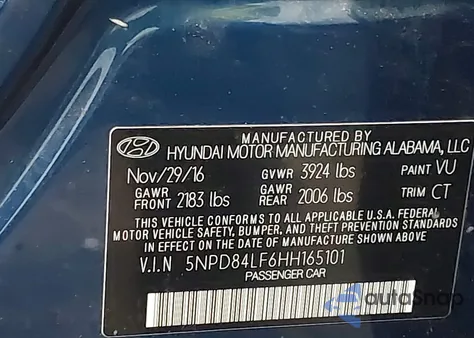 MANUFACTURED BY
HYUNDAI MOTOR MANUFACTURING ALABAMA, LLC
Nov/29/16 GVWR 3924 lbs PAINT VU
GAWR FRONT 2183 lbs GAWR REAR 2006 lbs TRIM CT
THIS VEHICLE CONFORMS TO ALL APPLICABLE U.S.A. FEDERAL
MOTOR VEHICLE SAFETY, BUMPER, AND THEFT PREVENTION STANDARDS
IN EFFECT ON THE DATE OF MANUFACTURE SHOWN ABOVE.
V.I.N 5NPD84LF6HH165101
PASSENGER CAR
autoSnap